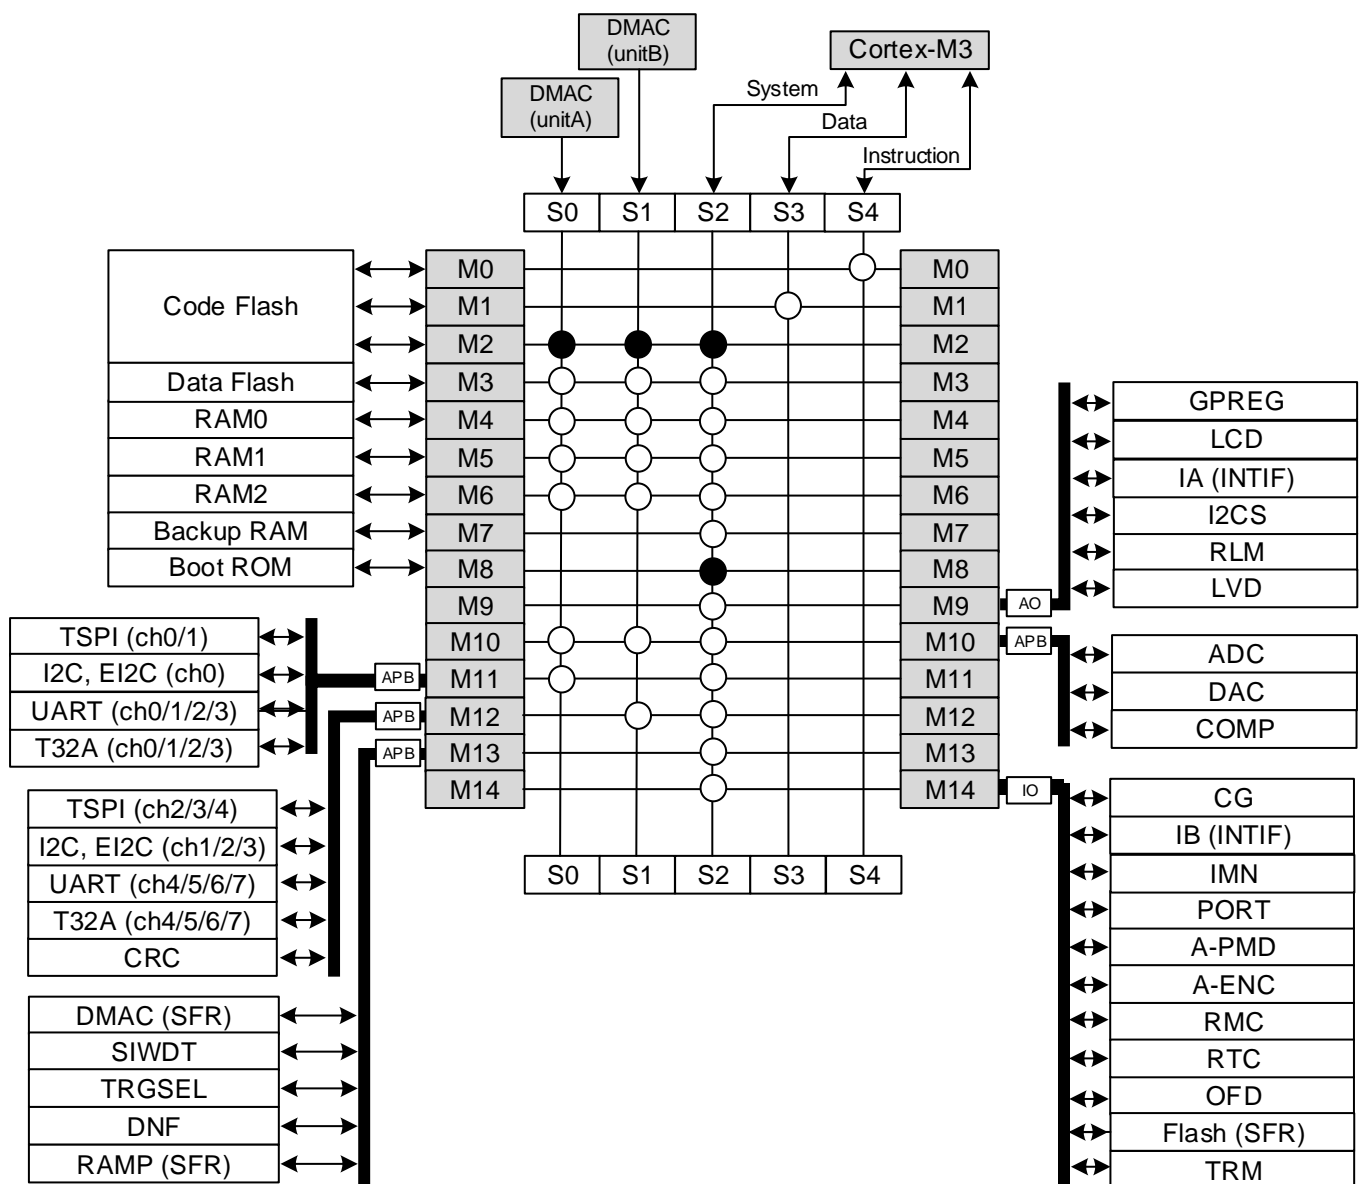 DMAC
(unitB)
Cortex-M3
DMAC
(unitA)
System
Data
Instruction
S0 S1 S2 S3 S4
Code Flash
M0 M0
M1 M1
M2 M2
Data Flash M3 M3
RAM0 M4 M4
RAM1 M5 M5
RAM2 M6 M6
Backup RAM M7 M7
Boot ROM M8 M8
M9 M9 AO
M10 M10 APB
APB M11 M11
APB M12 M12
APB M13 M13
M14 M14 IO
S0 S1 S2 S3 S4
TSPI (ch0/1)
I2C, EI2C (ch0)
UART (ch0/1/2/3)
T32A (ch0/1/2/3)
TSPI (ch2/3/4)
I2C, EI2C (ch1/2/3)
UART (ch4/5/6/7)
T32A (ch4/5/6/7)
CRC
DMAC (SFR)
SIWDT
TRGSEL
DNF
RAMP (SFR)
GPREG
LCD
IA (INTIF)
I2CS
RLM
LVD
ADC
DAC
COMP
CG
IB (INTIF)
IMN
PORT
A-PMD
A-ENC
RMC
RTC
OFD
Flash (SFR)
TRM